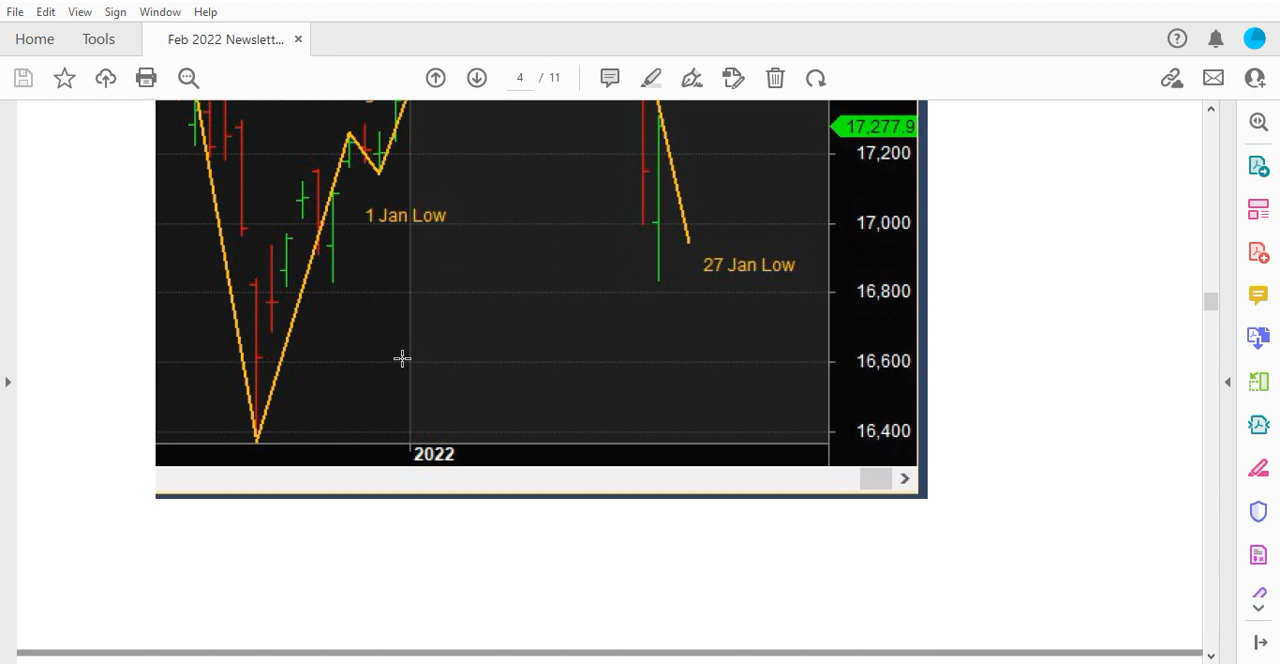 File Edit View Sign Window Help
Home Tools Feb 2022 Newslett... ×
4 / 11
17,277.9
17,200
1 Jan Low
17,000
27 Jan Low
16,800
16,600
16,400
2022